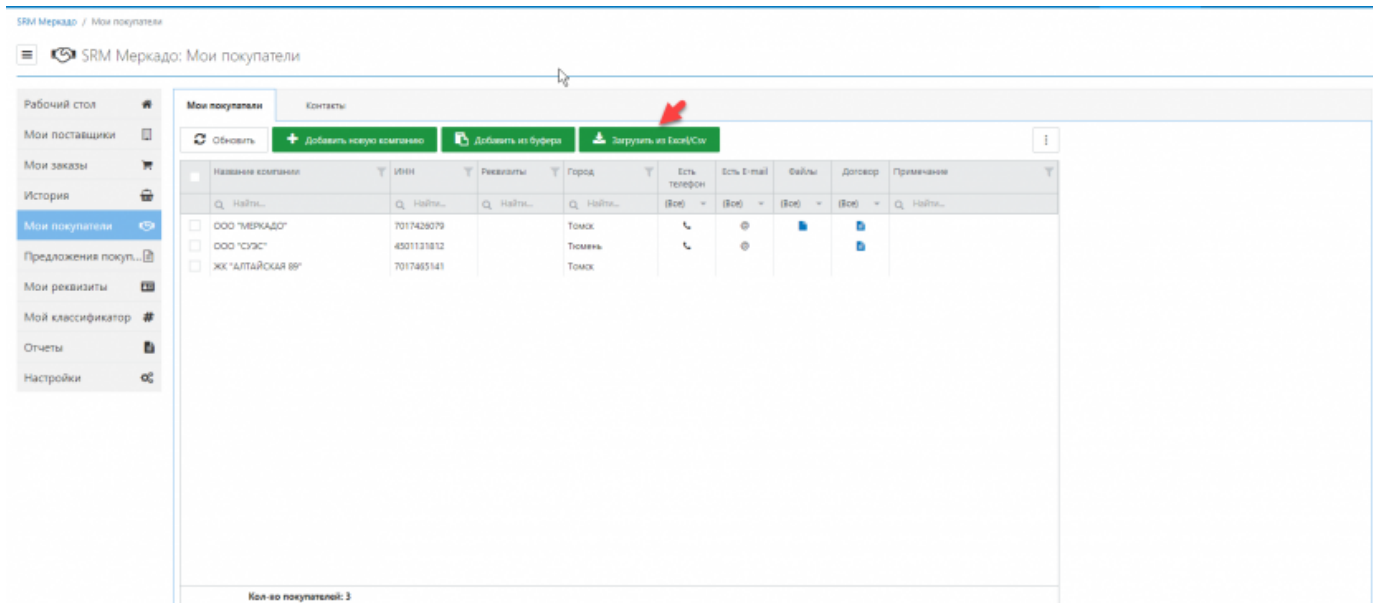 SRM Меркадо / Мои покупатели
SRM Меркадо: Мои покупатели
Рабочий стол
Мои поставщики
Мои заказы
История
Мои покупатели
Предложения покуп...
Мои реквизиты
Мой классификатор
Отчеты
Настройки
Мои покупатели Контакты
Обновить Добавить новую компанию Добавить из буфера Загрузить из Excel/Csv
Название компании ИНН Реквизиты Город Есть телефон Есть E-mail Файлы Договор Примечание
Найти... Найти... Найти... Найти... (Все) (Все) (Все) (Все) Найти...
ООО "МЕРКАДО" 7017426079 Томск
ООО "СУЭС" 4501131812 Тюмень
ЖК "АЛТАЙСКАЯ 89" 7017465141 Томск
Кол-во покупателей: 3